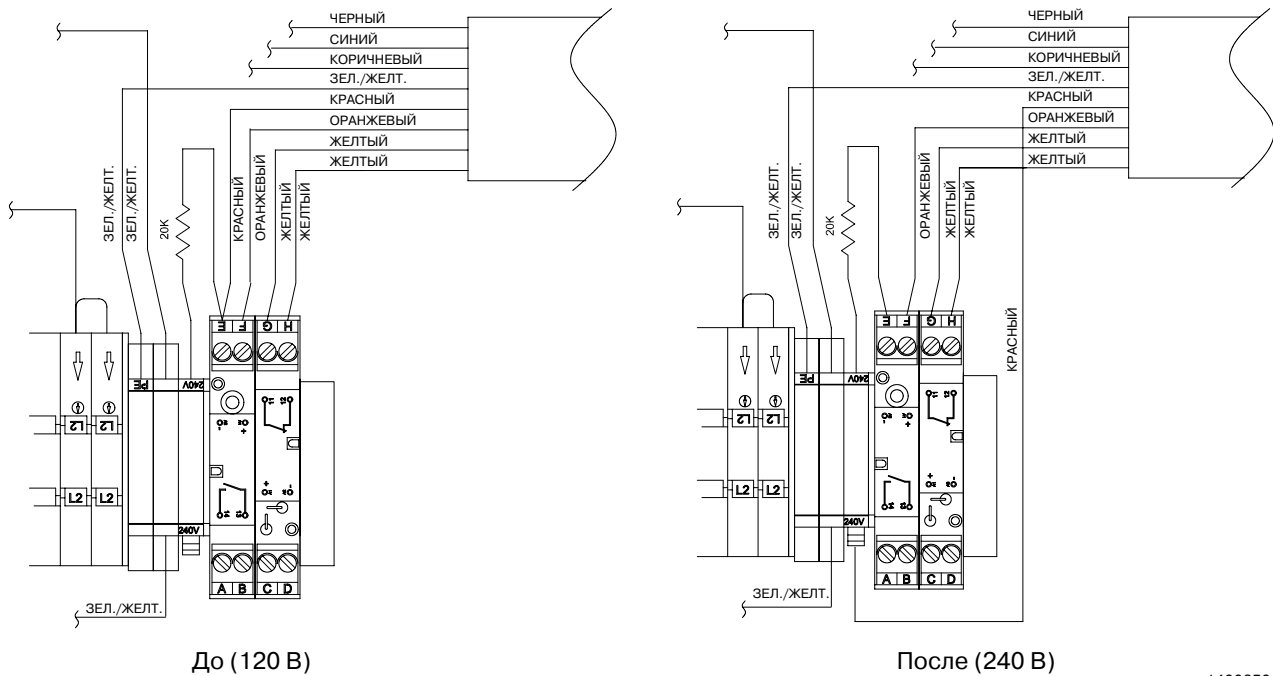 ЧЕРНЫЙ
СИНИЙ
КОРИЧНЕВЫЙ
ЗЕЛ./ЖЕЛТ.
КРАСНЫЙ
ОРАНЖЕВЫЙ
ЖЕЛТЫЙ
ЖЕЛТЫЙ
ЗЕЛ./ЖЕЛТ.
ЗЕЛ./ЖЕЛТ.
20K
КРАСНЫЙ
ОРАНЖЕВЫЙ
ЖЕЛТЫЙ
ЖЕЛТЫЙ
E F G H
PE
240V
L2 L2
L2 L2
240V
A B C D
ЗЕЛ./ЖЕЛТ.
До (120 В)
ЧЕРНЫЙ
СИНИЙ
КОРИЧНЕВЫЙ
ЗЕЛ./ЖЕЛТ.
КРАСНЫЙ
ОРАНЖЕВЫЙ
ЖЕЛТЫЙ
ЖЕЛТЫЙ
ЗЕЛ./ЖЕЛТ.
ЗЕЛ./ЖЕЛТ.
20K
ОРАНЖЕВЫЙ
ЖЕЛТЫЙ
ЖЕЛТЫЙ
КРАСНЫЙ
E F G H
PE
240V
L2 L2
L2 L2
240V
A B C D
ЗЕЛ./ЖЕЛТ.
После (240 В)